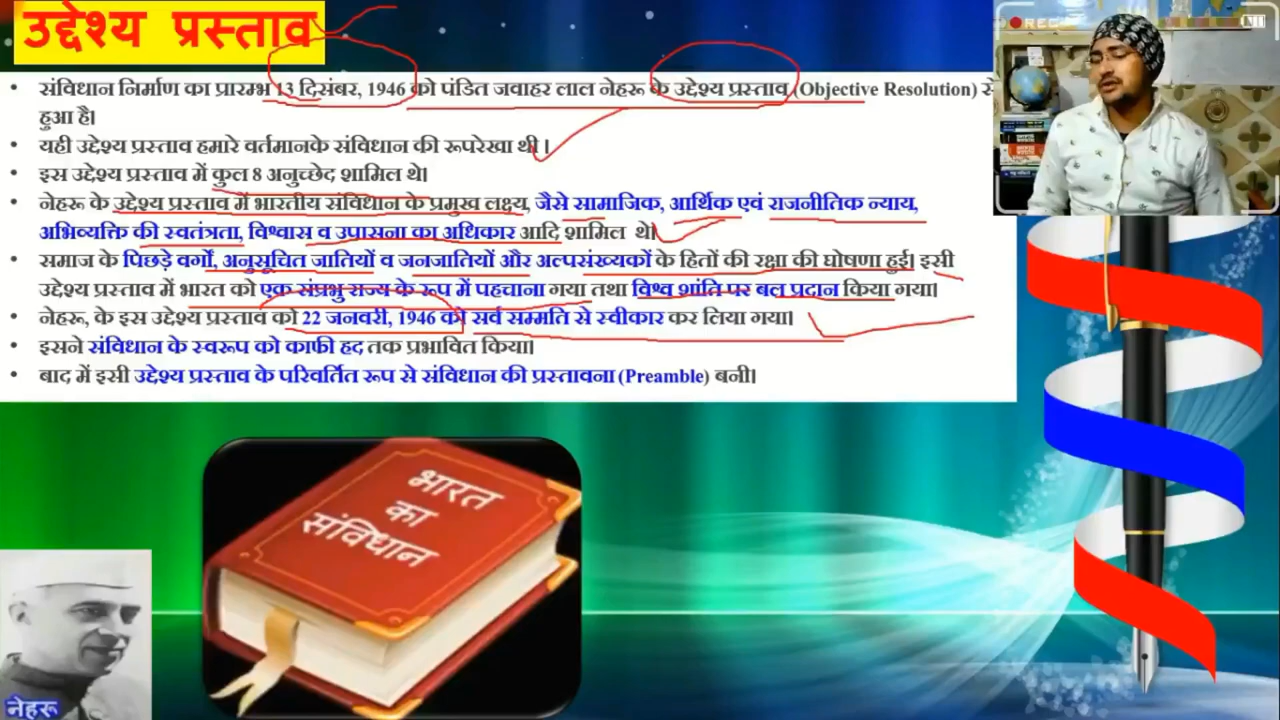 उद्देश्य प्रस्ताव
REC
संविधान निर्माण का प्रारम्भ 13 दिसंबर, 1946 को पंडित जवाहर लाल नेहरू के उद्देश्य प्रस्ताव (Objective Resolution) से
हुआ है।
यही उद्देश्य प्रस्ताव हमारे वर्तमानके संविधान की रूपरेखा थी ।
इस उद्देश्य प्रस्ताव में कुल 8 अनुच्छेद शामिल थे।
नेहरू के उद्देश्य प्रस्ताव में भारतीय संविधान के प्रमुख लक्ष्य, जैसे सामाजिक, आर्थिक एवं राजनीतिक न्याय,
अभिव्यक्ति की स्वतंत्रता, विश्वास व उपासना का अधिकार आदि शामिल थे।
समाज के पिछड़े वर्गों, अनुसूचित जातियों व जनजातियों और अल्पसंख्यकों के हितों की रक्षा की घोषणा हुई। इसी
उद्देश्य प्रस्ताव में भारत को एक संप्रभु राज्य के रूप में पहचाना गया तथा विश्व शांति पर बल प्रदान किया गया।
नेहरू, के इस उद्देश्य प्रस्ताव को 22 जनवरी, 1946 को सर्व सम्मति से स्वीकार कर लिया गया।
इसने संविधान के स्वरूप को काफी हद तक प्रभावित किया।
बाद में इसी उद्देश्य प्रस्ताव के परिवर्तित रूप से संविधान की प्रस्तावना (Preamble) बनी।
भारत
का
संविधान
नेहरू